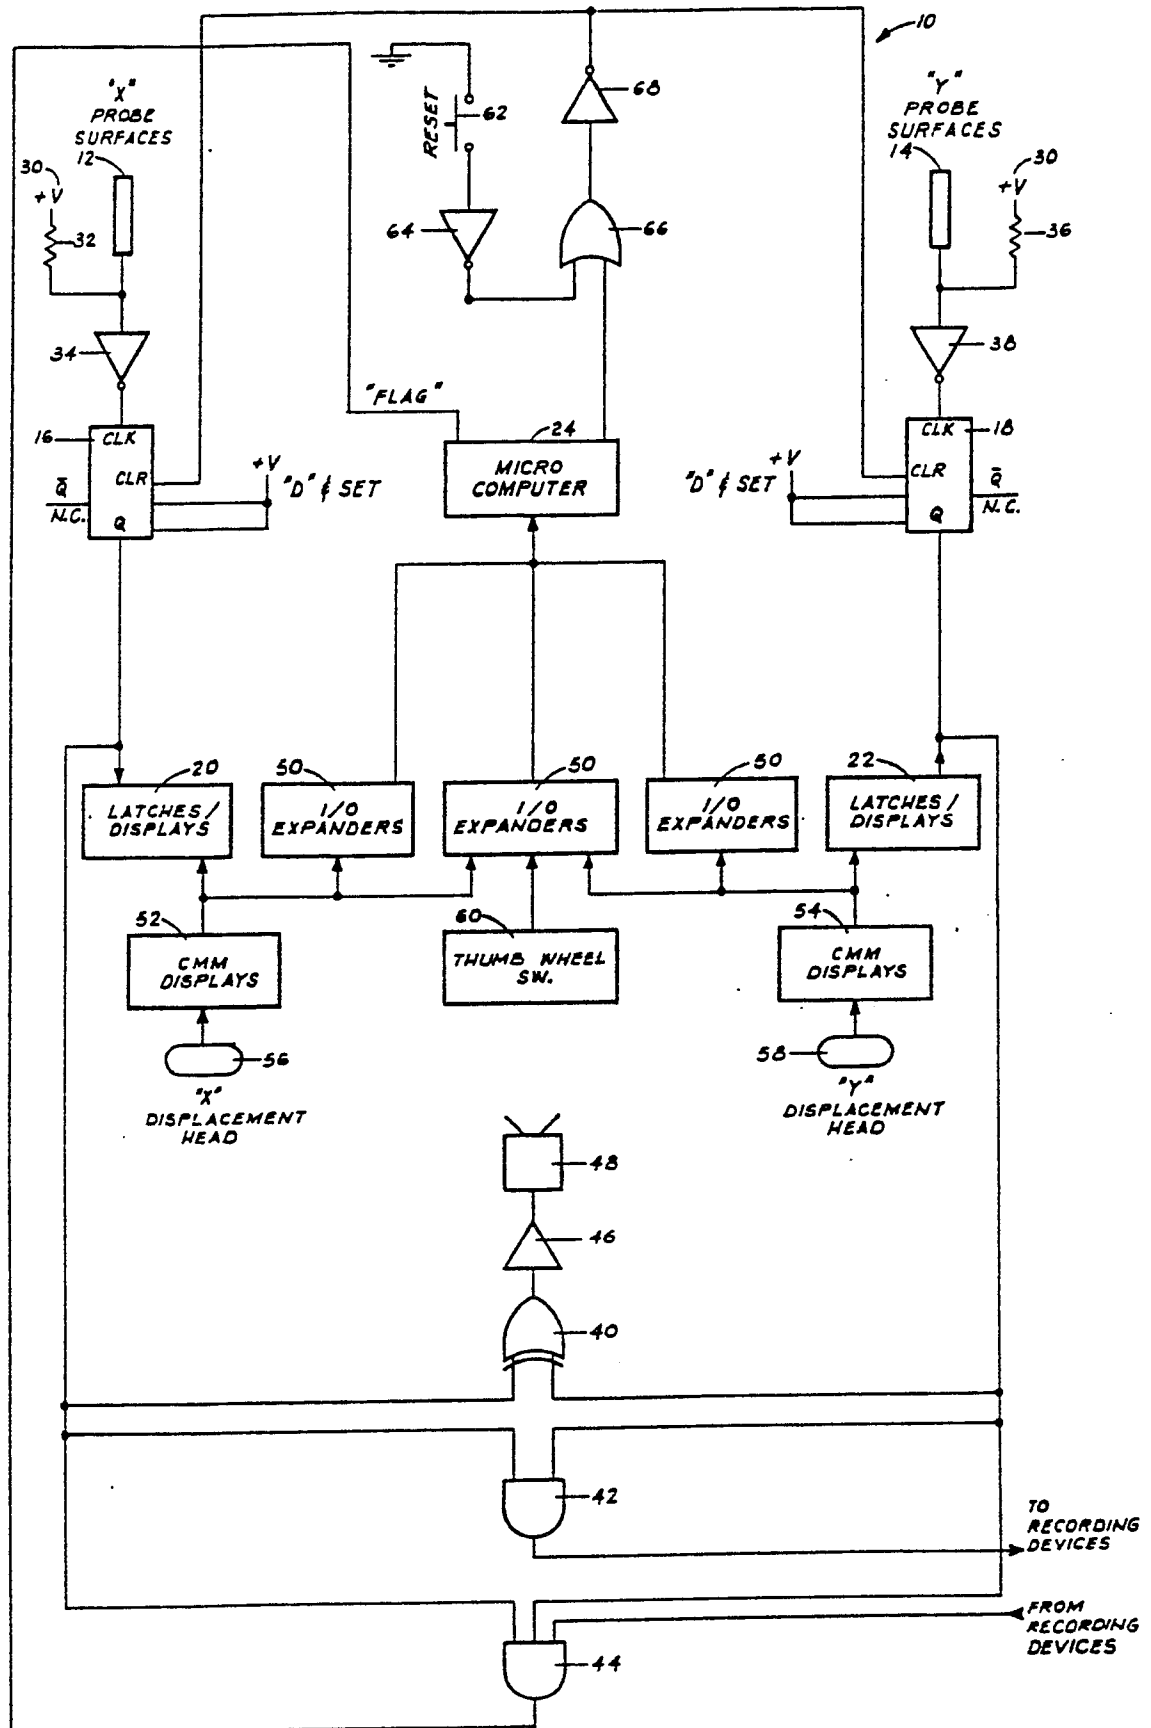 10
"X"
PROBE
SURFACES
12
30
+V
32
34
16
CLK
CLR
Q̅
N.C.
Q
+V
"D" & SET
RESET
62
64
66
68
"FLAG"
24
MICRO
COMPUTER
"Y"
PROBE
SURFACES
14
30
+V
36
38
18
CLK
CLR
Q̅
N.C.
Q
+V
"D" & SET
20
LATCHES/
DISPLAYS
50
I/O
EXPANDERS
50
I/O
EXPANDERS
50
I/O
EXPANDERS
22
LATCHES/
DISPLAYS
52
CMM
DISPLAYS
60
THUMB WHEEL
SW.
54
CMM
DISPLAYS
56
"X"
DISPLACEMENT
HEAD
58
"Y"
DISPLACEMENT
HEAD
48
46
40
42
TO
RECORDING
DEVICES
FROM
RECORDING
DEVICES
44